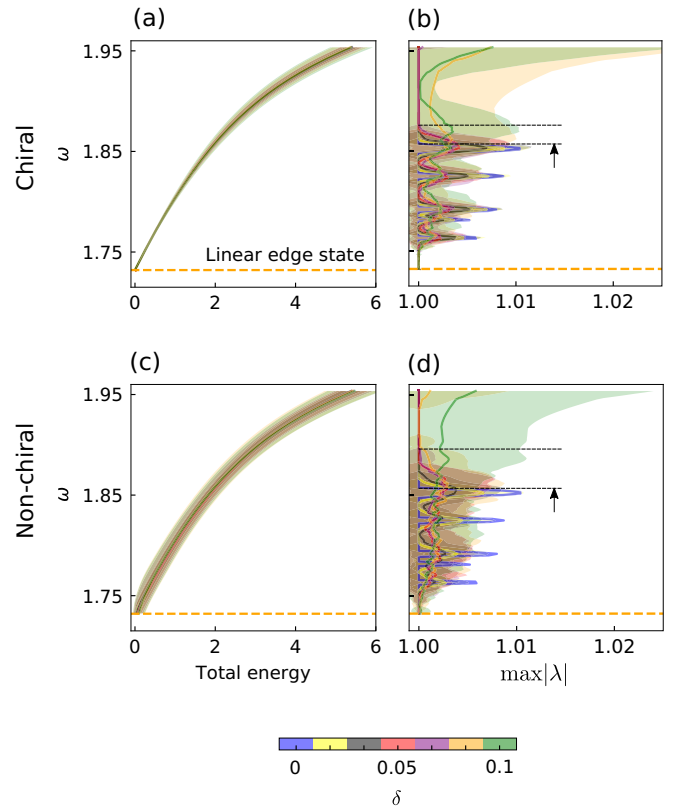 (a)
(b)
Chiral
ω
1.95
1.85
1.75
Linear edge state
0
2
4
6
1.00
1.01
1.02
(c)
(d)
Non-chiral
ω
1.95
1.85
1.75
0
2
4
6
1.00
1.01
1.02
Total energy
max|λ|
0
0.05
0.1
δ